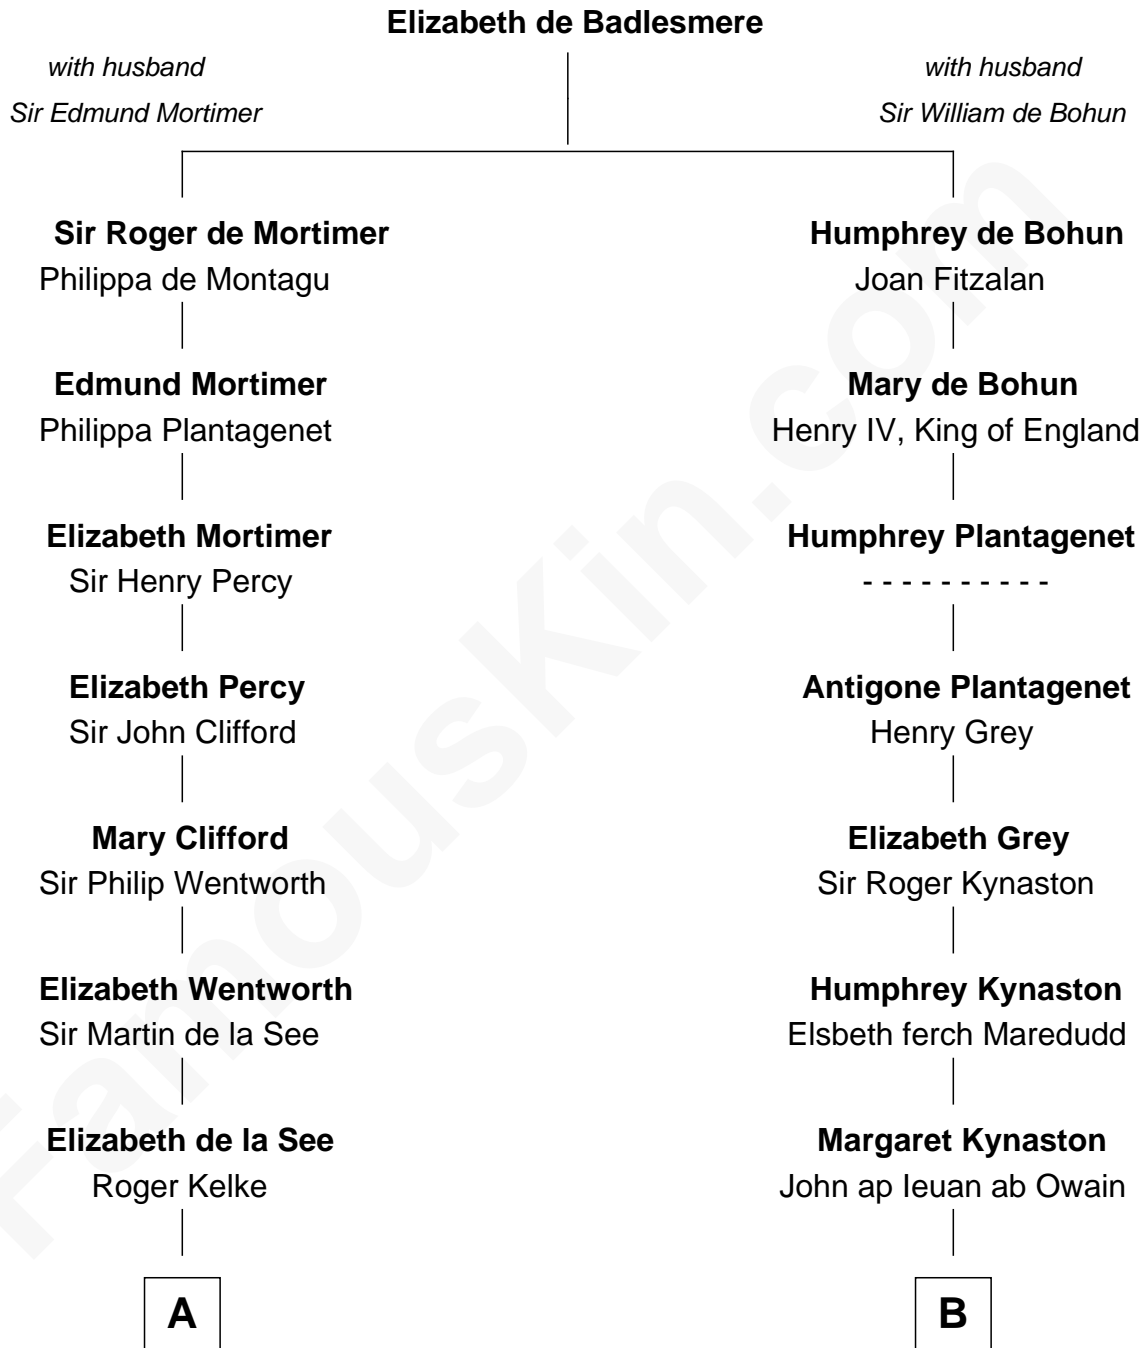 Elizabeth de Badlesmere
with husband
Sir Edmund Mortimer
with husband
Sir William de Bohun
Sir Roger de Mortimer
Philippa de Montagu
Humphrey de Bohun
Joan Fitzalan
Edmund Mortimer
Philippa Plantagenet
Mary de Bohun
Henry IV, King of England
Elizabeth Mortimer
Sir Henry Percy
Humphrey Plantagenet
- - - - - - - - - -
Elizabeth Percy
Sir John Clifford
Antigone Plantagenet
Henry Grey
Mary Clifford
Sir Philip Wentworth
Elizabeth Grey
Sir Roger Kynaston
Elizabeth Wentworth
Sir Martin de la See
Humphrey Kynaston
Elsbeth ferch Maredudd
Elizabeth de la See
Roger Kelke
Margaret Kynaston
John ap Ieuan ab Owain
A
B
FamousKin.com